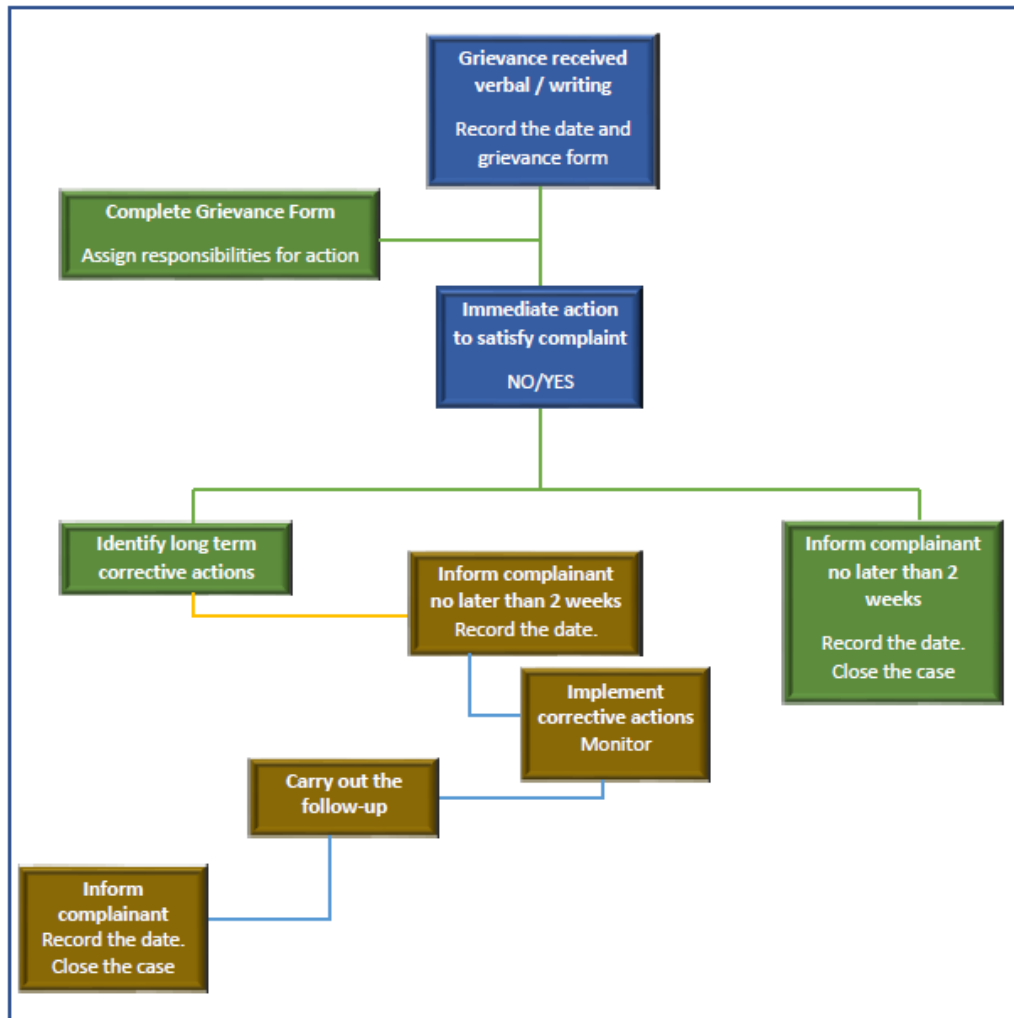 Grievance received
verbal / writing
Record the date and
grievance form
Complete Grievance Form
Assign responsibilities for action
Immediate action
to satisfy complaint
NO/YES
Identify long term
corrective actions
Inform complainant
no later than 2 weeks
Record the date.
Inform complainant
no later than 2
weeks
Record the date.
Close the case
Implement
corrective actions
Monitor
Carry out the
follow-up
Inform
complainant
Record the date.
Close the case